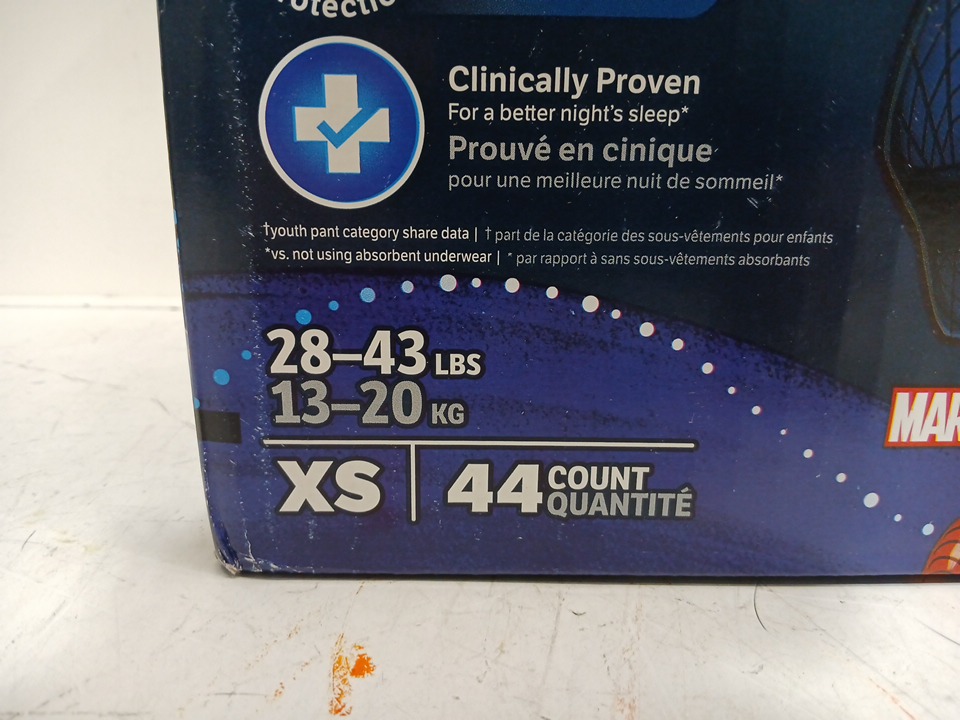 Clinically Proven
For a better night's sleep*
Prouvé en cinique
pour une meilleure nuit de sommeil*
†youth pant category share data | † part de la catégorie des sous-vêtements pour enfants
*vs. not using absorbent underwear | * par rapport à sans sous-vêtements absorbants
28–43 LBS
13–20 KG
XS
44 COUNT
QUANTITÉ